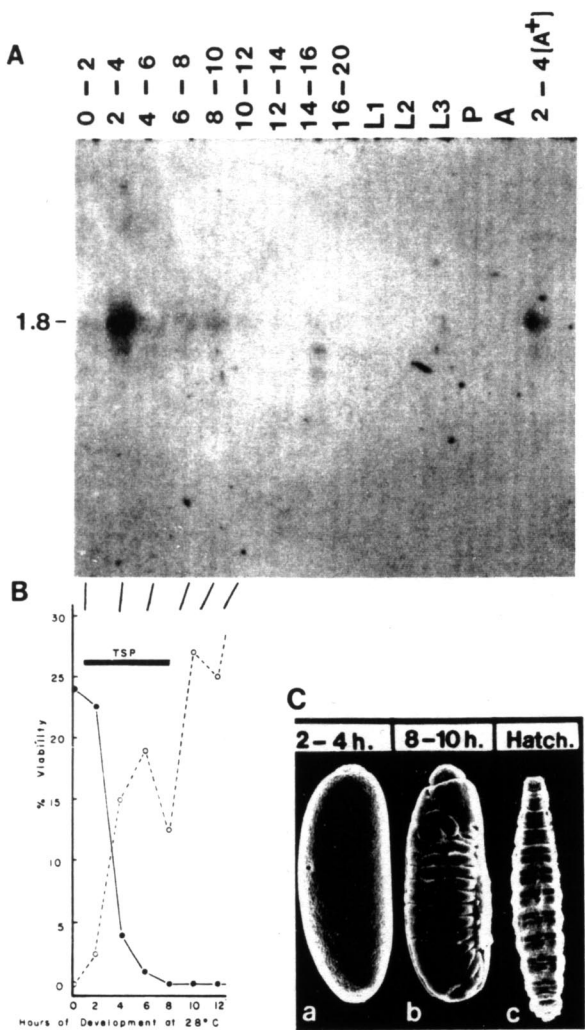 A
0 – 2
2 – 4
4 – 6
6 – 8
8 – 10
10 – 12
12 – 14
14 – 16
16 – 20
L1
L2
L3
P
A
2 – 4 (A+)
1.8 –
B
30
25
20
15
10
5
0
% Viability
TSP
0 2 4 6 8 10 12
Hours of Development at 28°C
C
2 – 4 h. 8 – 10 h. Hatch.
a b c